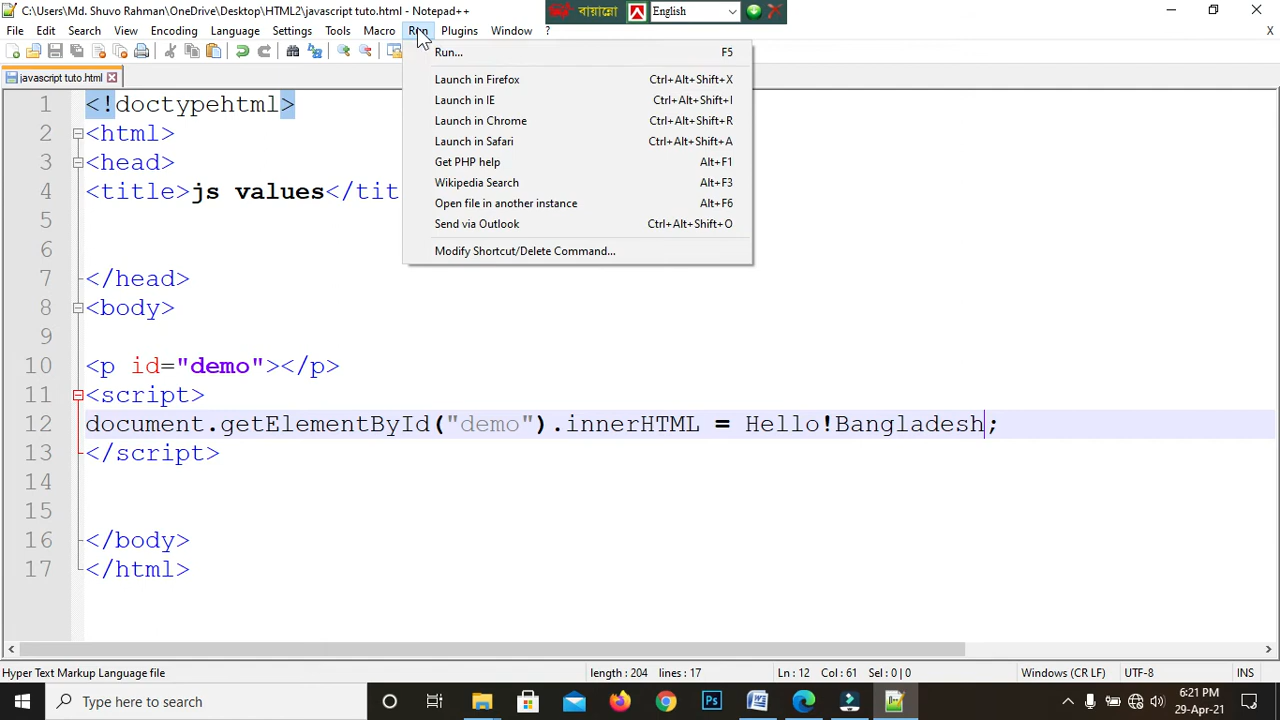 C:\Users\Md. Shuvo Rahman\OneDrive\Desktop\HTML2\javascript tuto.html - Notepad++
বায়ান্নো English
File Edit Search View Encoding Language Settings Tools Macro Run Plugins Window ? X
javascript tuto.html
Run... F5
Launch in Firefox Ctrl+Alt+Shift+X
Launch in IE Ctrl+Alt+Shift+I
Launch in Chrome Ctrl+Alt+Shift+R
Launch in Safari Ctrl+Alt+Shift+A
Get PHP help Alt+F1
Wikipedia Search Alt+F3
Open file in another instance Alt+F6
Send via Outlook Ctrl+Alt+Shift+O
Modify Shortcut/Delete Command...
1 <!doctypehtml>
2 <html>
3 <head>
4 <title>js values</tit
5
6
7 </head>
8 <body>
9
10 <p id="demo"></p>
11 <script>
12 document.getElementById("demo").innerHTML = Hello!Bangladesh;
13 </script>
14
15
16 </body>
17 </html>
Hyper Text Markup Language file length : 204 lines : 17 Ln : 12 Col : 61 Sel : 0 | 0 Windows (CR LF) UTF-8 INS
Type here to search
6:21 PM
29-Apr-21